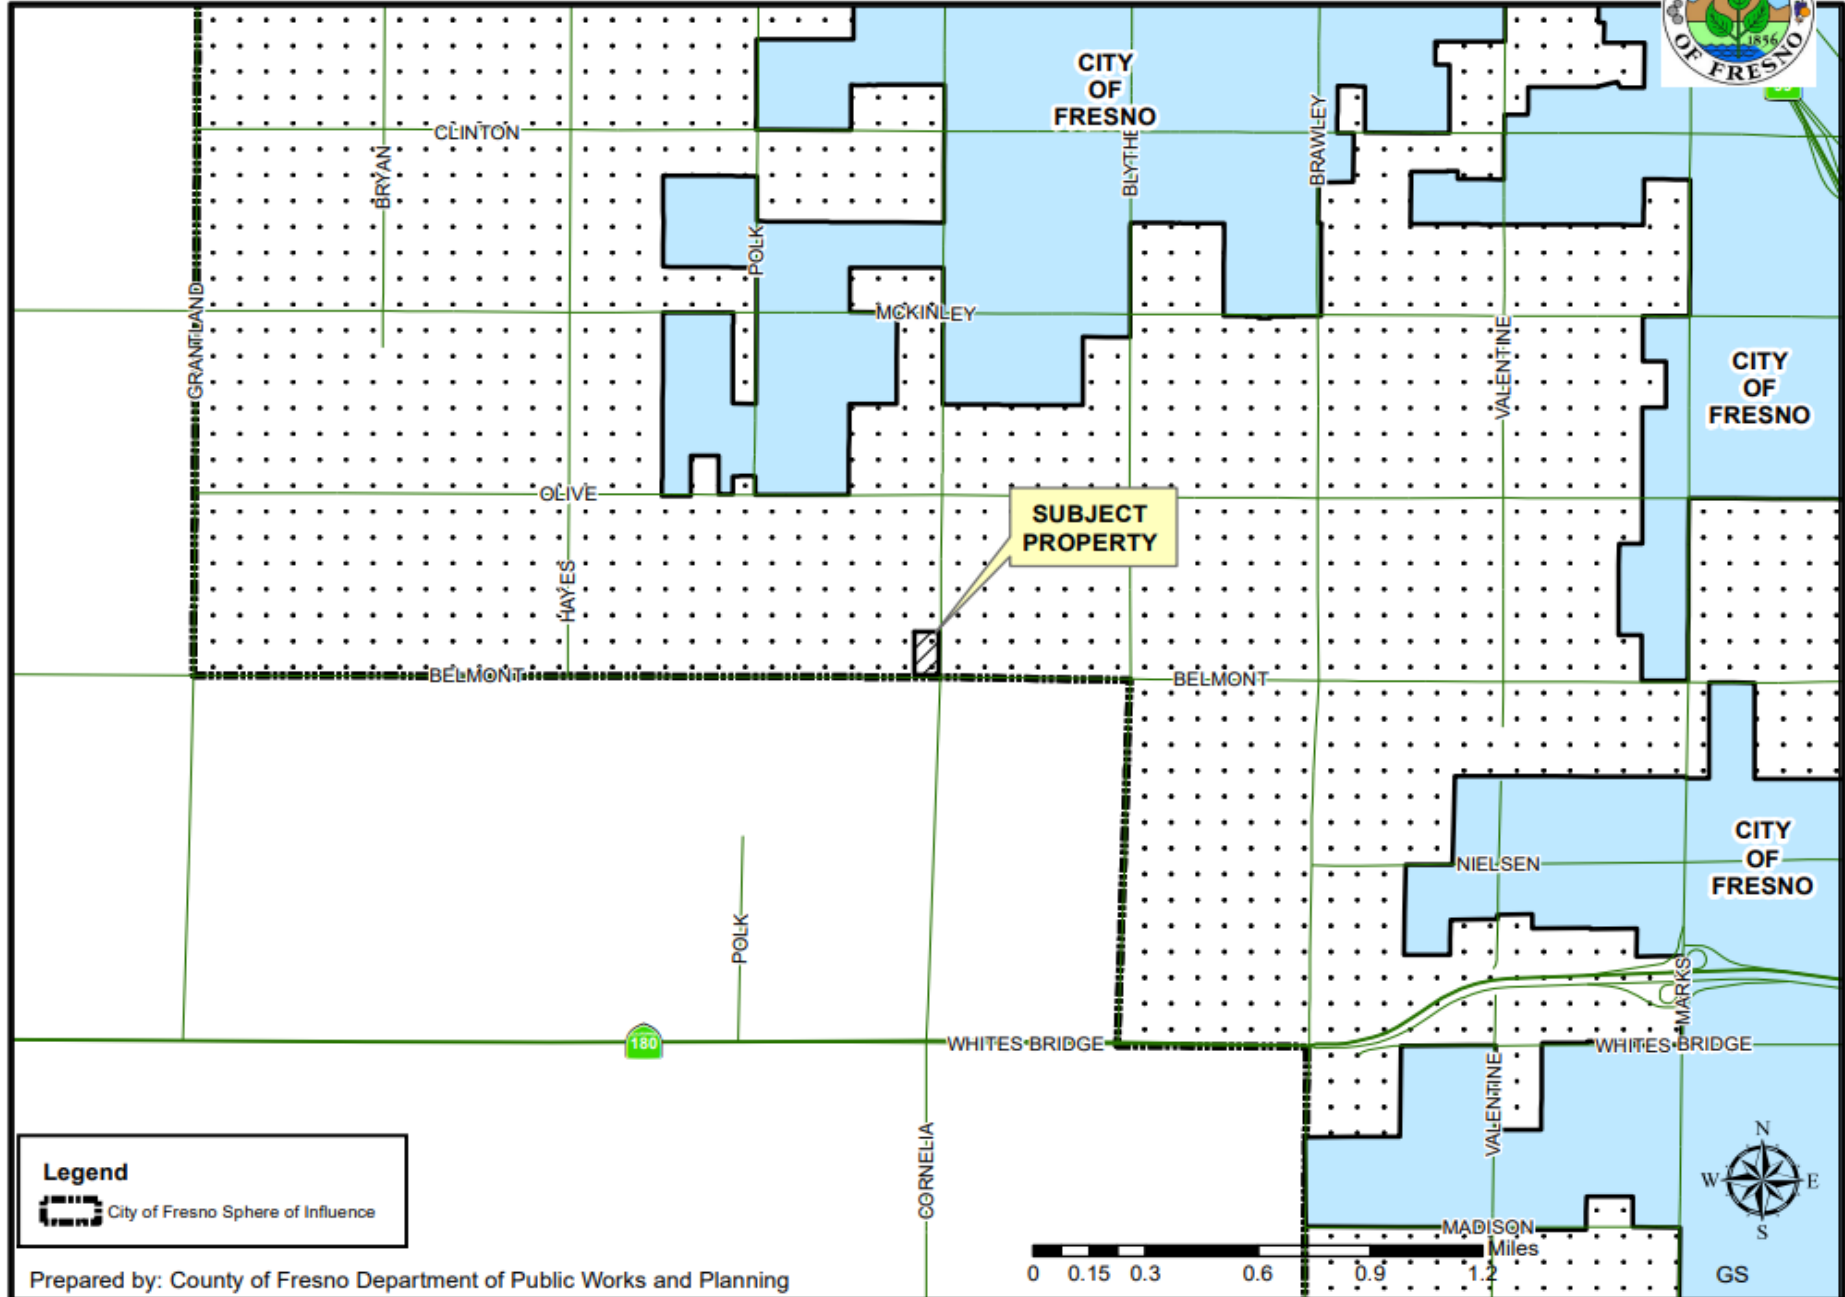 1856
OF FRESNO
CITY
OF
FRESNO
CLINTON
BRYAN
BLYTHE
BRAWLEY
POLK
GRANTLAND
MCKINLEY
VALENTINE
CITY
OF
FRESNO
OLIVE
SUBJECT
PROPERTY
HAYES
BELMONT
BELMONT
CITY
OF
FRESNO
NIELSEN
POLK
MARKS
180
WHITES BRIDGE
WHITES BRIDGE
VALENTINE
CORNELIA
N
W
E
S
Legend
City of Fresno Sphere of Influence
MADISON
Miles
0 0.15 0.3 0.6 0.9 1.2
GS
Prepared by: County of Fresno Department of Public Works and Planning